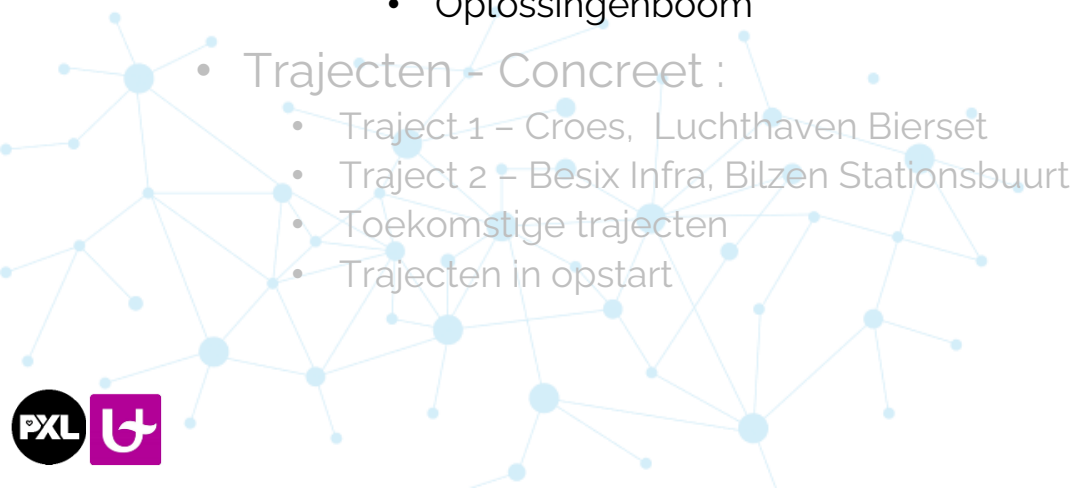 • Oplossingenboom
• Trajecten - Concreet :
• Traject 1 – Croes, Luchthaven Bierset
• Traject 2 – Besix Infra, Bilzen Stationsbuurt
• Toekomstige trajecten
• Trajecten in opstart
PXL